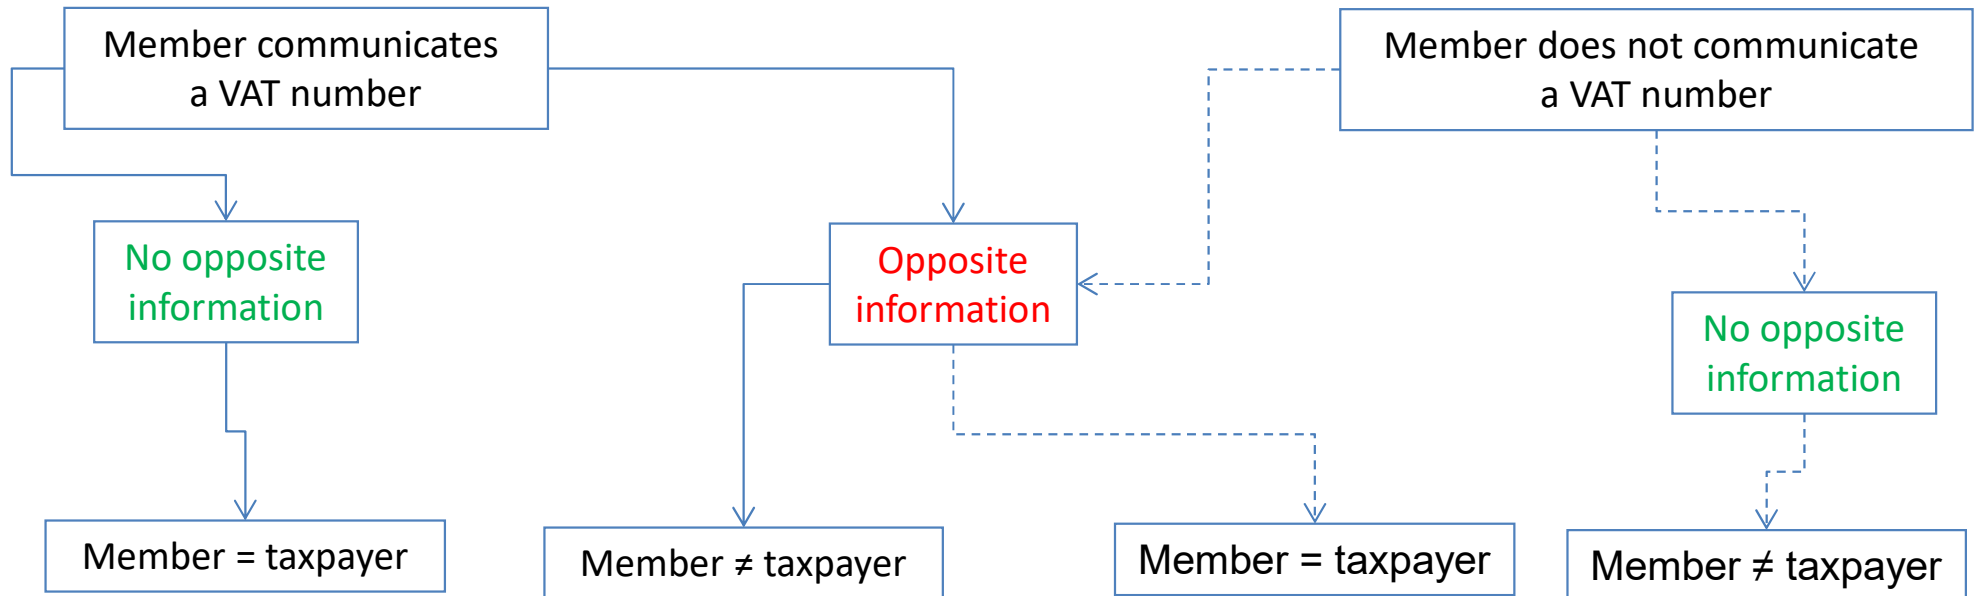 Member communicates
a VAT number
Member does not communicate
a VAT number
No opposite
information
Opposite
information
No opposite
information
Member = taxpayer
Member ≠ taxpayer
Member = taxpayer
Member ≠ taxpayer